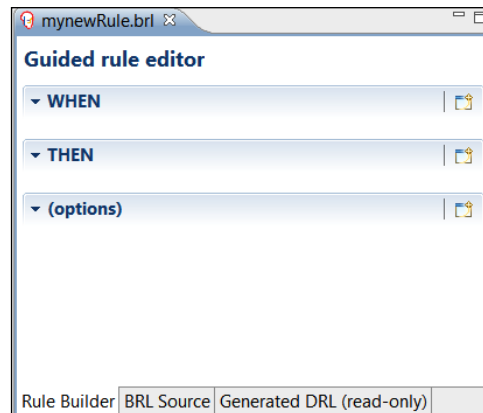 mynewRule.brl
Guided rule editor
WHEN
THEN
(options)
Rule Builder BRL Source Generated DRL (read-only)